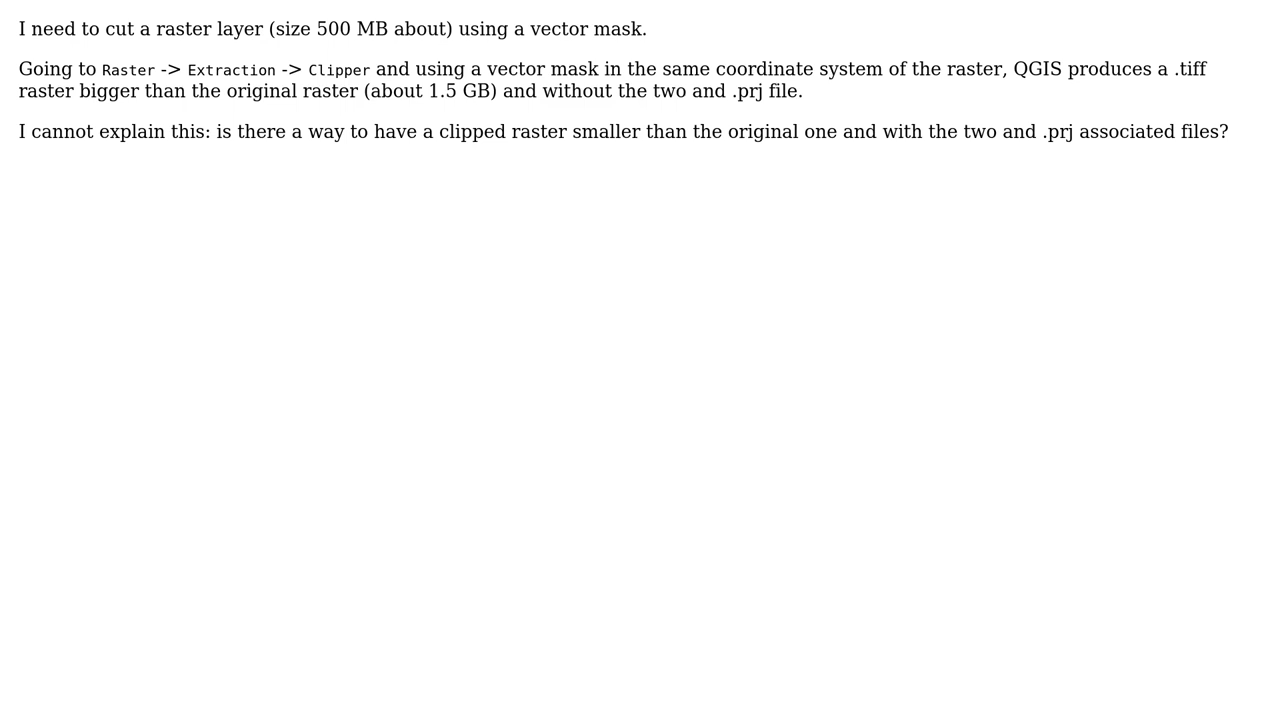 I need to cut a raster layer (size 500 MB about) using a vector mask.
Going to Raster -> Extraction -> Clipper and using a vector mask in the same coordinate system of the raster, QGIS produces a .tiff
raster bigger than the original raster (about 1.5 GB) and without the two and .prj file.
I cannot explain this: is there a way to have a clipped raster smaller than the original one and with the two and .prj associated files?